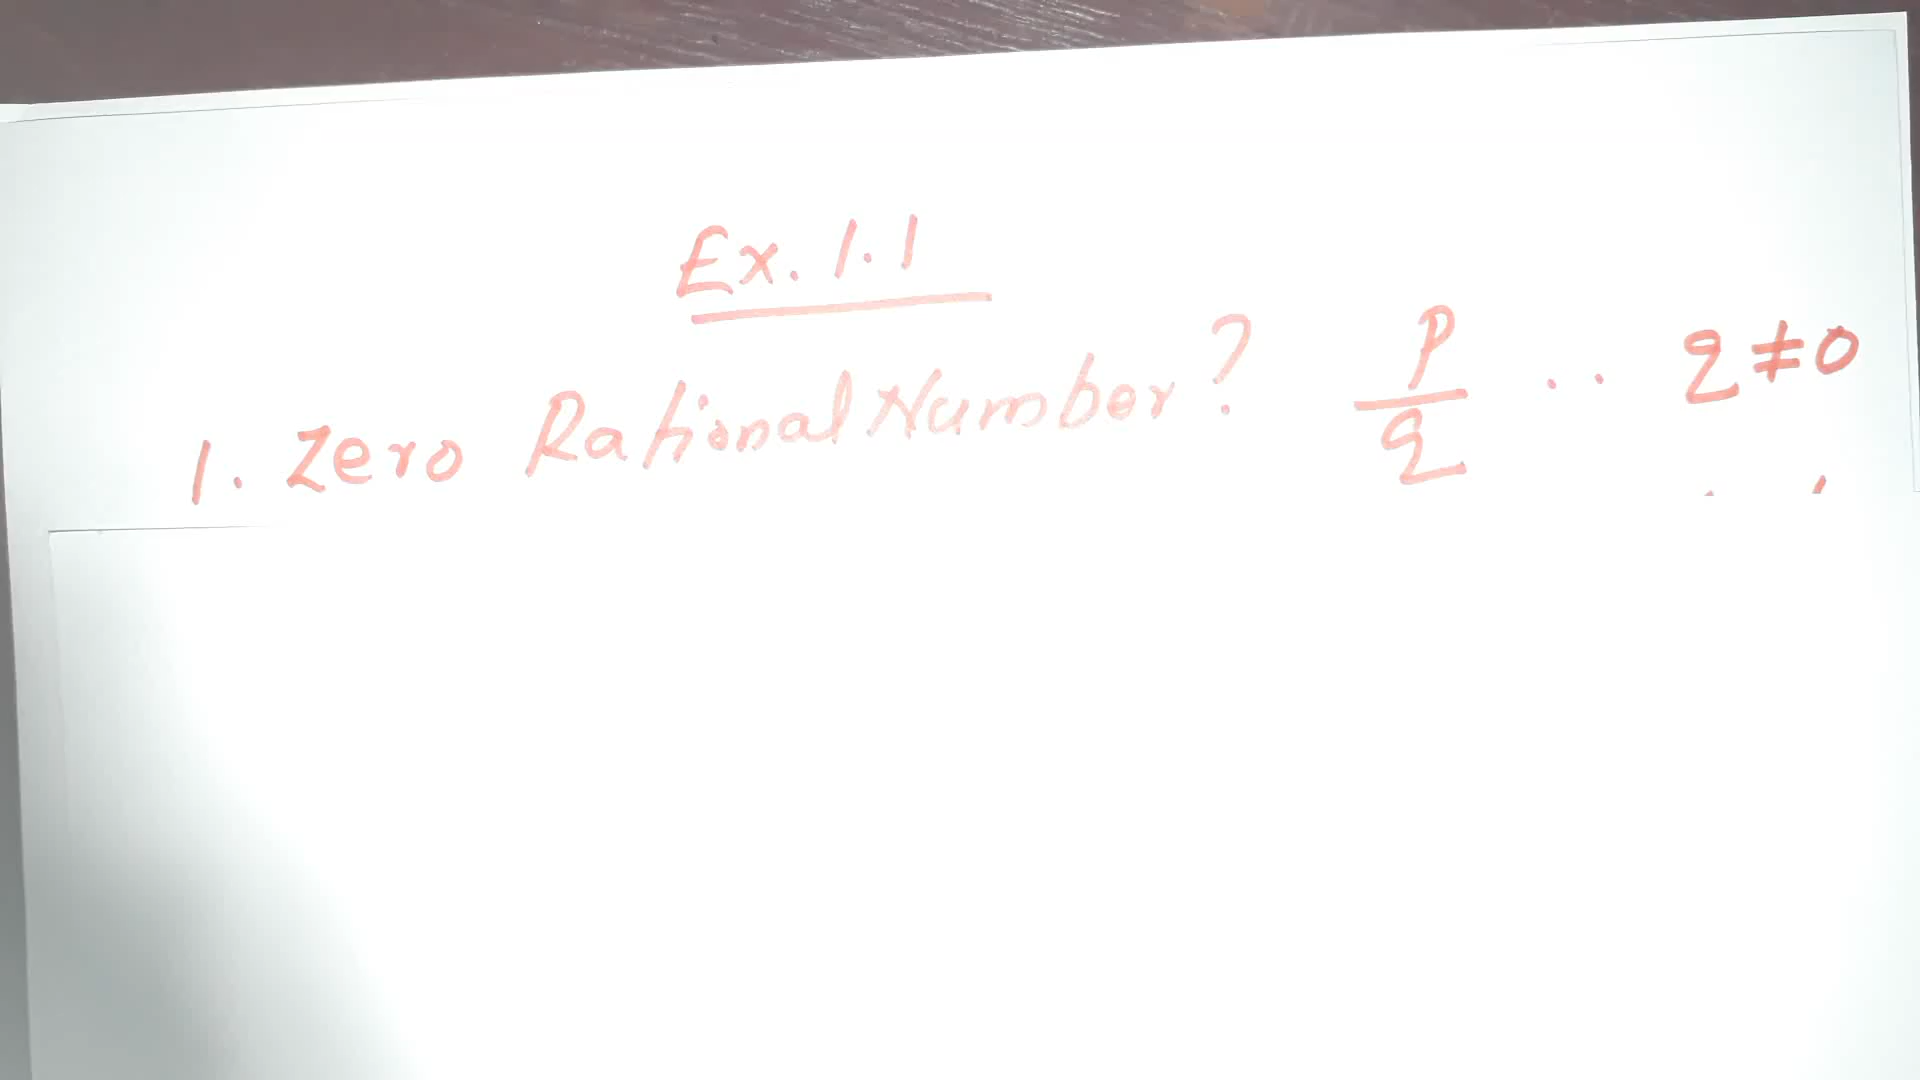 Ex. 1.1
1. Zero Rational Number? p/q .. q≠0